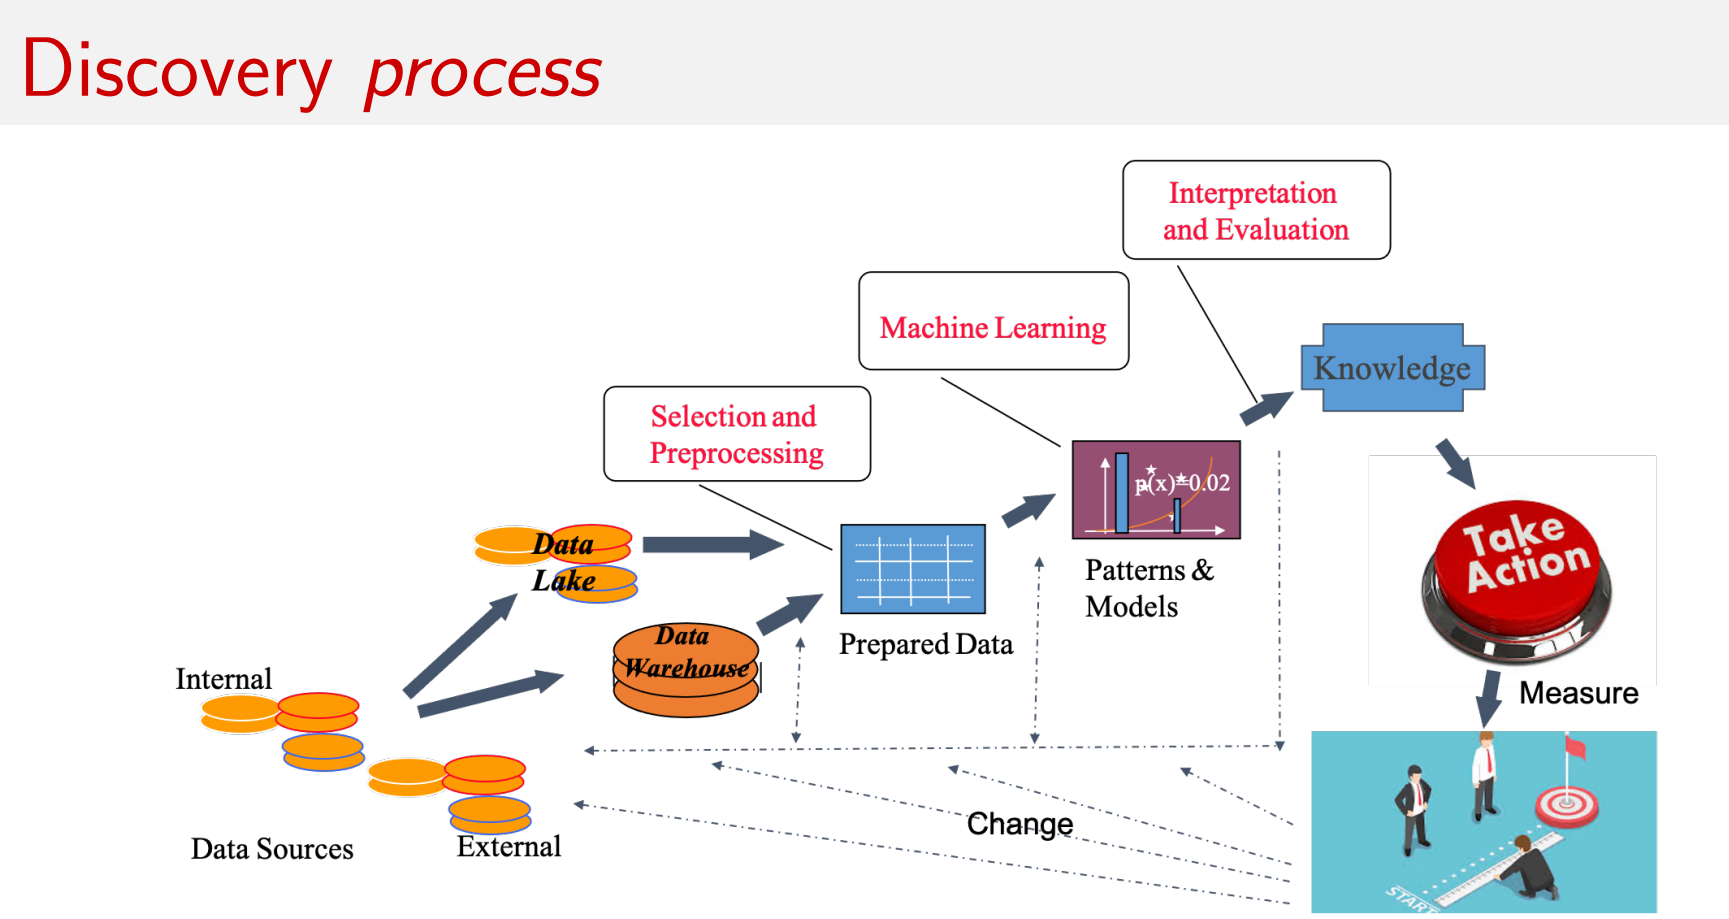 Discovery process
Interpretation
and Evaluation
Machine Learning
Knowledge
Selection and
Preprocessing
p(x)=0.02
Take
Action
Data
Lake
Patterns &
Models
Data
Warehouse
Prepared Data
Internal
Measure
Change
Data Sources
External
START